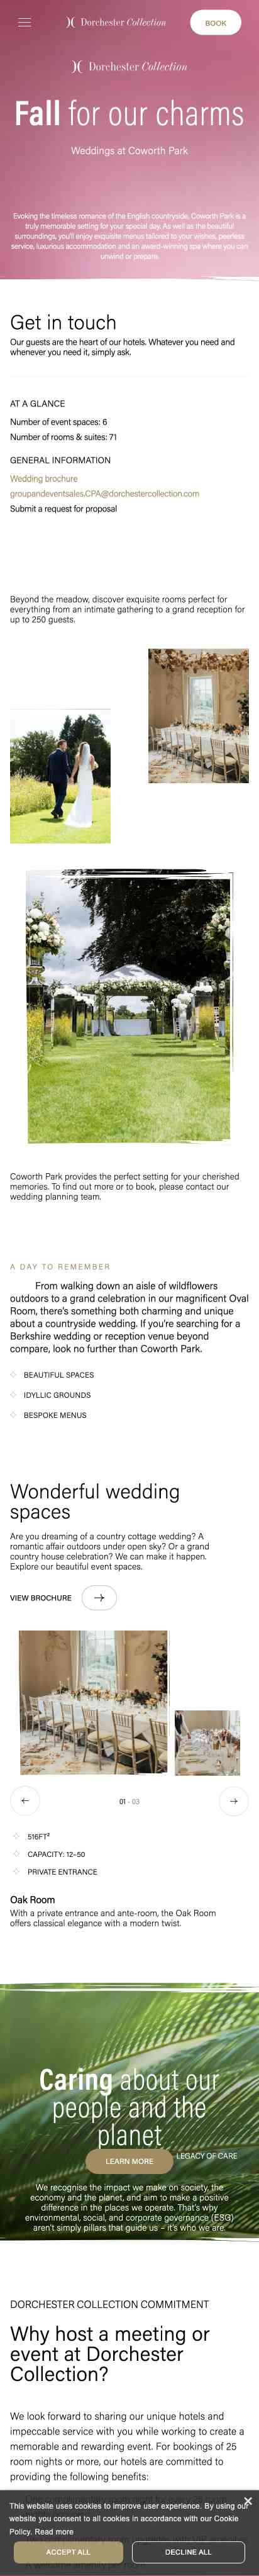 Dorchester Collection
BOOK
Dorchester Collection
Fall for our charms
Weddings at Coworth Park
Evoking the timeless romance of the English countryside, Coworth Park is a
truly memorable setting for your special day. As well as the beautiful
surroundings, you'll enjoy exquisite menus tailored to your wishes, peerless
service, luxurious accommodation and an award-winning spa where you can
unwind or prepare.
Get in touch
Our guests are the heart of our hotels. Whatever you need and
whenever you need it, simply ask.
AT A GLANCE
Number of event spaces: 6
Number of rooms & suites: 71
GENERAL INFORMATION
Wedding brochure
groupandeventsales.CPA@dorchestercollection.com
Submit a request for proposal
Beyond the meadow, discover exquisite rooms perfect for
everything from an intimate gathering to a grand reception for
up to 250 guests.
Coworth Park provides the perfect setting for your cherished
memories. To find out more or to book, please contact our
wedding planning team.
A DAY TO REMEMBER
From walking down an aisle of wildflowers
outdoors to a grand celebration in our magnificent Oval
Room, there's something both charming and unique
about a countryside wedding. If you're searching for a
Berkshire wedding or reception venue beyond
compare, look no further than Coworth Park.
BEAUTIFUL SPACES
IDYLLIC GROUNDS
BESPOKE MENUS
Wonderful wedding
spaces
Are you dreaming of a country cottage wedding? A
romantic affair outdoors under open sky? Or a grand
country house celebration? We can make it happen.
Explore our beautiful event spaces.
VIEW BROCHURE
01 - 03
516FT²
CAPACITY: 12–50
PRIVATE ENTRANCE
Oak Room
With a private entrance and ante-room, the Oak Room
offers classical elegance with a modern twist.
Caring about our
people and the
planet
LEGACY OF CARE
LEARN MORE
We recognise the impact we make on society, the
economy and the planet, and aim to make a positive
difference in the places we operate. That's why
environmental, social, and corporate governance (ESG)
aren't simply pillars that guide us – it's who we are.
DORCHESTER COLLECTION COMMITMENT
Why host a meeting or
event at Dorchester
Collection?
We look forward to sharing our unique hotels and
impeccable service with you while working to create a
memorable and rewarding event. For bookings of 25
room nights or more, our hotels are committed to
providing the following benefits:
This website uses cookies to improve user experience. By using our
website you consent to all cookies in accordance with our Cookie
Policy. Read more
ACCEPT ALL
DECLINE ALL